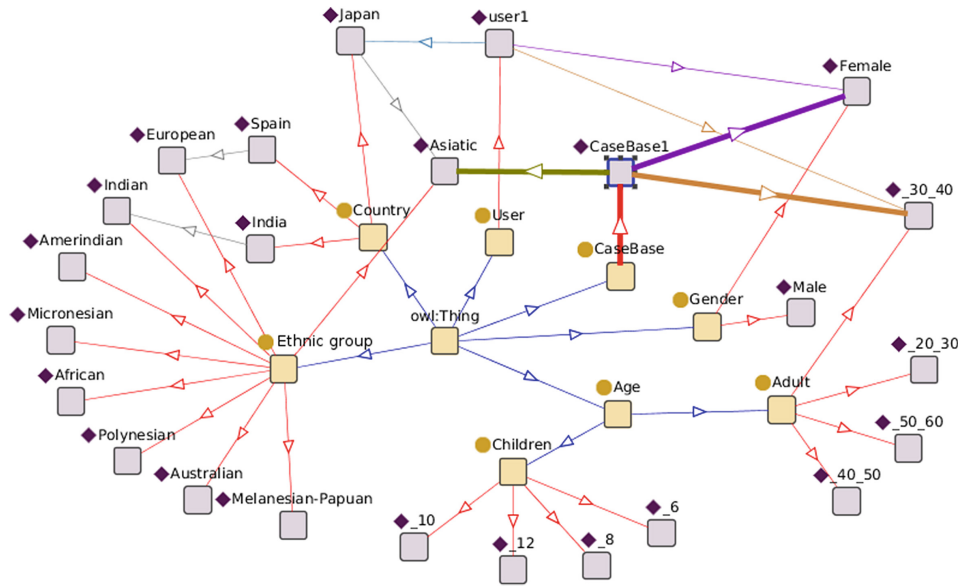 Japan
user1
Female
European
Spain
Asiatic
CaseBase1
Indian
_30_40
Country
India
User
Amerindian
CaseBase
Gender
Male
Micronesian
owl:Thing
Ethnic group
_20_30
African
Age
Adult
Polynesian
Children
_50_60
Australian
_40_50
Melanesian-Papuan
_10
_12
_8
_6